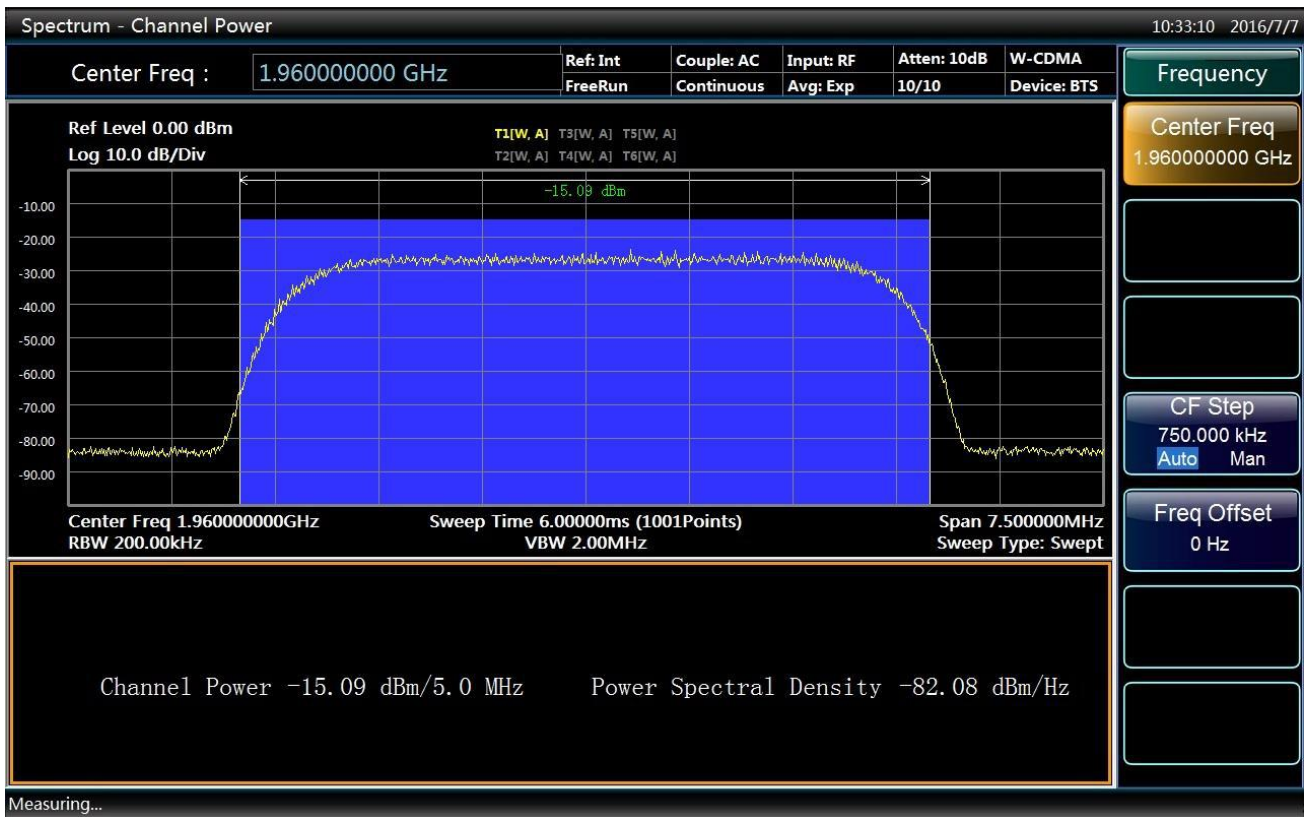 Spectrum - Channel Power
10:33:10 2016/7/7
Center Freq :
1.960000000 GHz
Ref: Int
Couple: AC
Input: RF
Atten: 10dB
W-CDMA
FreeRun
Continuous
Avg: Exp
10/10
Device: BTS
Ref Level 0.00 dBm
Log 10.0 dB/Div
T1[W, A] T3[W, A] T5[W, A]
T2[W, A] T4[W, A] T6[W, A]
-15.09 dBm
-10.00
-20.00
-30.00
-40.00
-50.00
-60.00
-70.00
-80.00
-90.00
Center Freq 1.960000000GHz
Sweep Time 6.00000ms (1001Points)
Span 7.500000MHz
RBW 200.00kHz
VBW 2.00MHz
Sweep Type: Swept
Channel Power -15.09 dBm/5.0 MHz
Power Spectral Density -82.08 dBm/Hz
Measuring...
Frequency
Center Freq
1.960000000 GHz
CF Step
750.000 kHz
Auto Man
Freq Offset
0 Hz